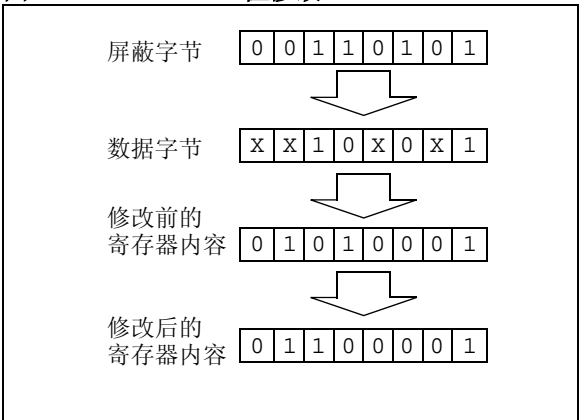 屏蔽字节 0 0 1 1 0 1 0 1
数据字节 X X 1 0 X 0 X 1
修改前的
寄存器内容 0 1 0 1 0 0 0 1
修改后的
寄存器内容 0 1 1 0 0 0 0 1